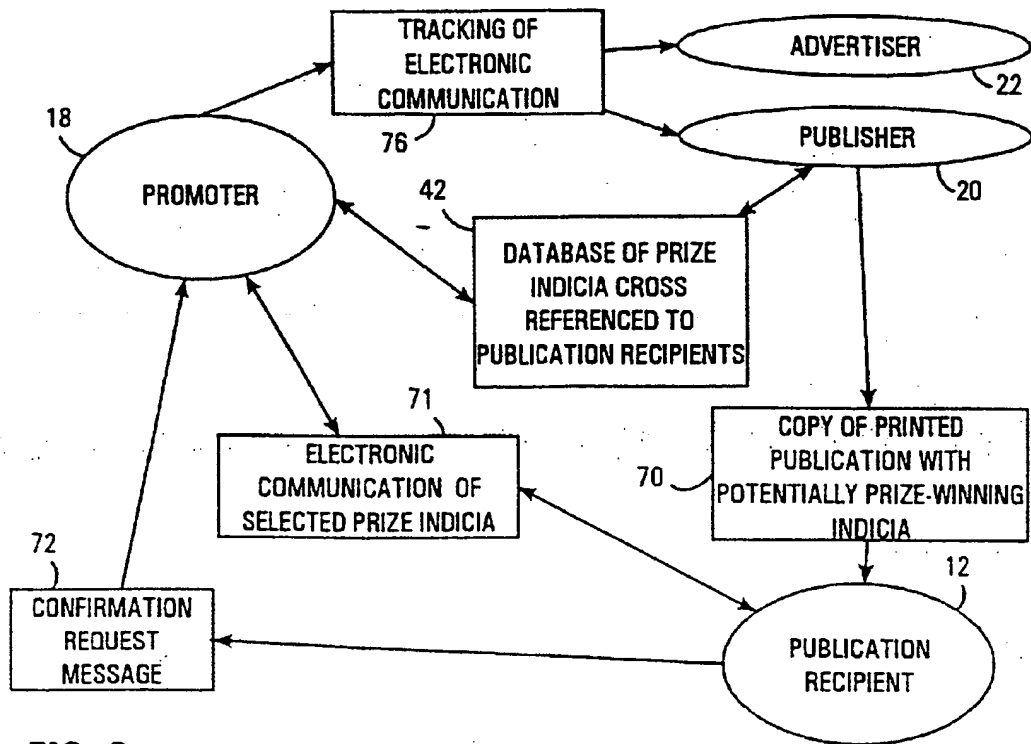 TRACKING OF
ELECTRONIC
COMMUNICATION
76
ADVERTISER
22
18
PROMOTER
PUBLISHER
20
42
DATABASE OF PRIZE
INDICIA CROSS
REFERENCED TO
PUBLICATION RECIPIENTS
71
ELECTRONIC
COMMUNICATION OF
SELECTED PRIZE INDICIA
70
COPY OF PRINTED
PUBLICATION WITH
POTENTIALLY PRIZE-WINNING
INDICIA
72
CONFIRMATION
REQUEST
MESSAGE
12
PUBLICATION
RECIPIENT